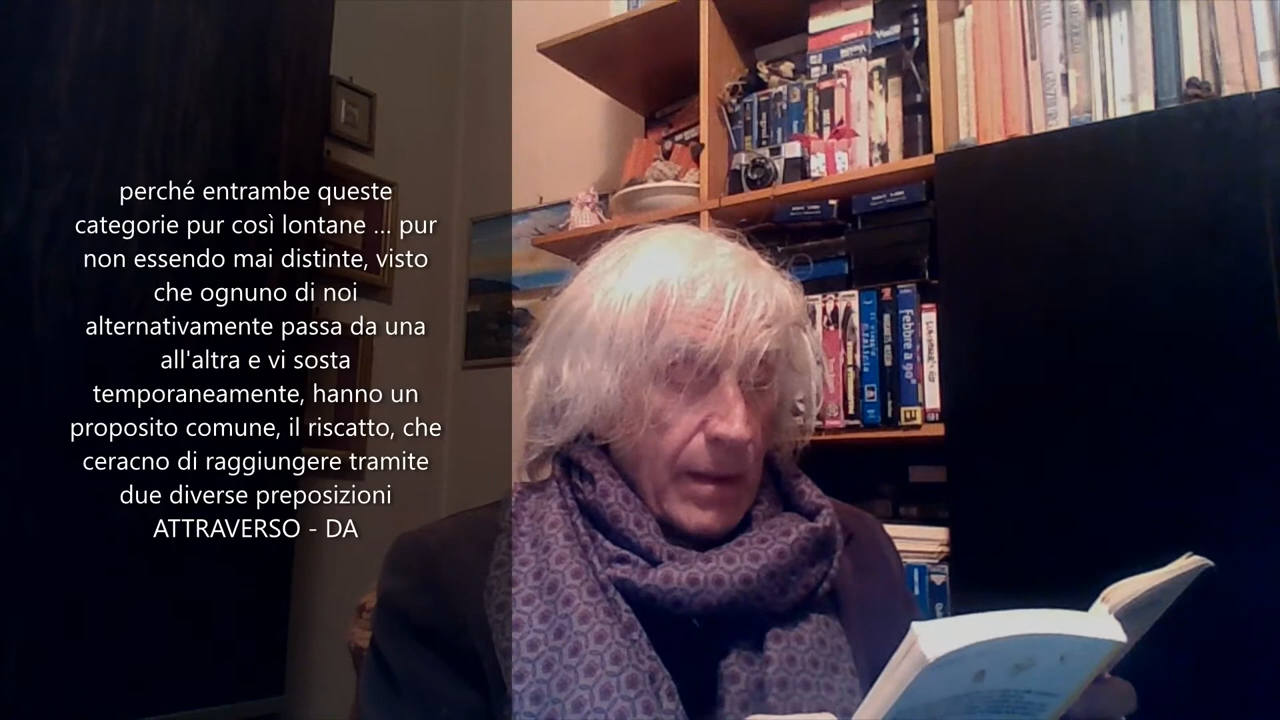 perché entrambe queste
categorie pur così lontane ... pur
non essendo mai distinte, visto
che ognuno di noi
alternativamente passa da una
all'altra e vi sosta
temporaneamente, hanno un
proposito comune, il riscatto, che
ceracno di raggiungere tramite
due diverse preposizioni
ATTRAVERSO - DA
Febbre a 90°